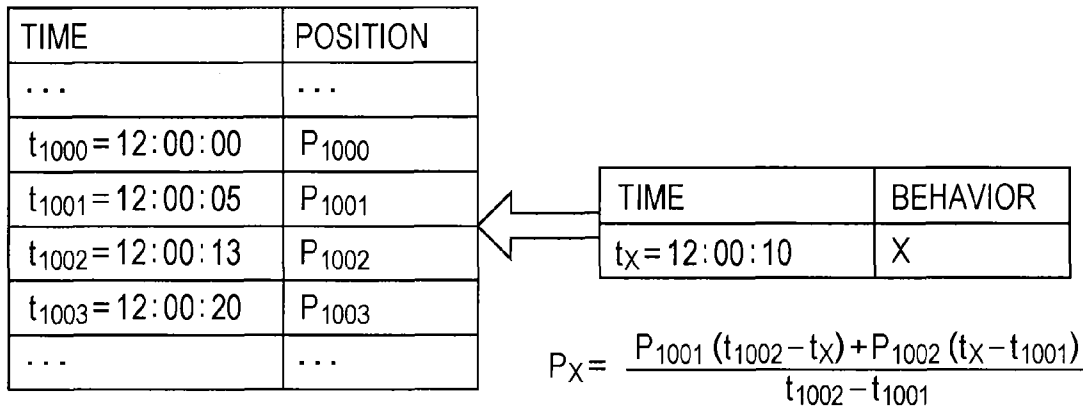 TIME POSITION
... ...
t1000=12:00:00 P1000
t1001=12:00:05 P1001
t1002=12:00:13 P1002
t1003=12:00:20 P1003
... ...
TIME BEHAVIOR
tX=12:00:10 X
PX= P1001 (t1002-tX)+P1002 (tX-t1001)
t1002-t1001